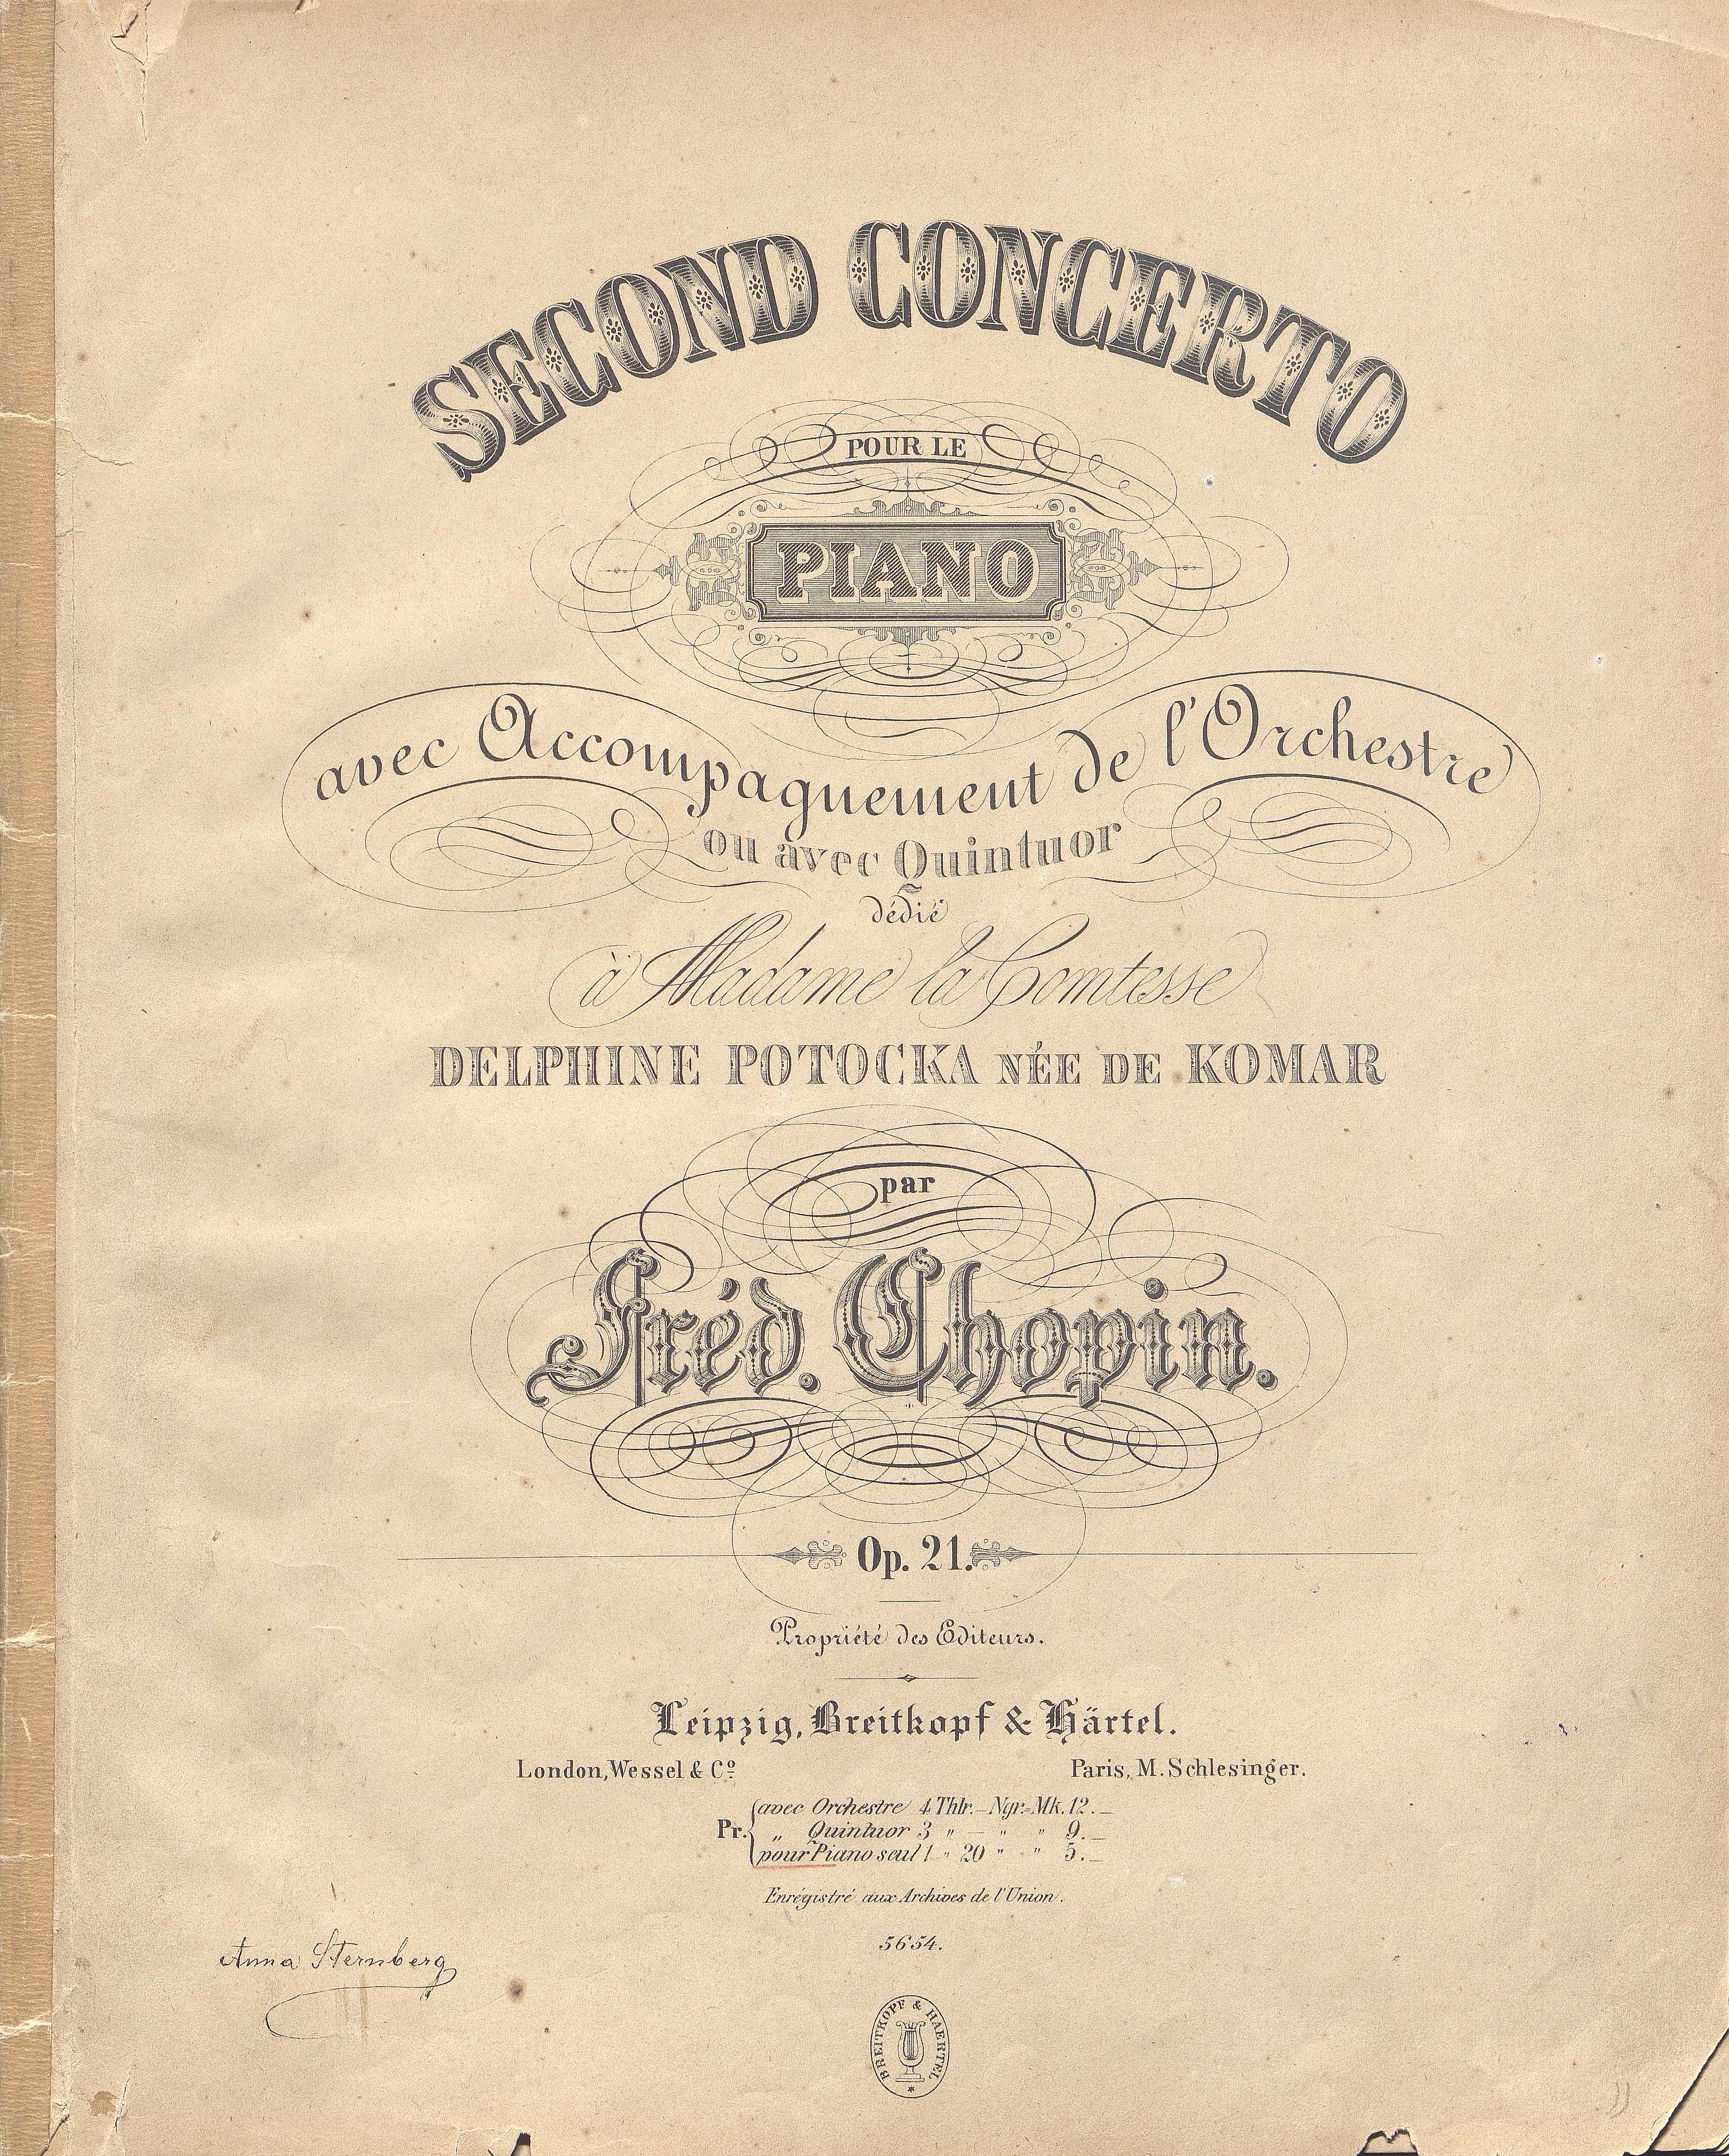 SECOND CONCERTO
POUR LE
PIANO
avec Accompagnement de l'Orchestre
ou avec Quintuor
dédié
à Madame la Comtesse
DELPHINE POTOCKA NÉE DE KOMAR
par
Fréd. Chopin.
Op. 21.
Propriété des Editeurs.
Leipzig, Breitkopf & Härtel.
London, Wessel & Cº
Paris, M. Schlesinger.
Pr.
avec Orchestre 4 Thlr. – Ngr. = Mk. 12. –
„ Quintuor 3 " – " " 9. –
pour Piano seul 1 " 20 " " 5. –
Enrégistré aux Archives de l'Union.
5654.
Anna Sternberg
BREITKOPF & HAERTEL